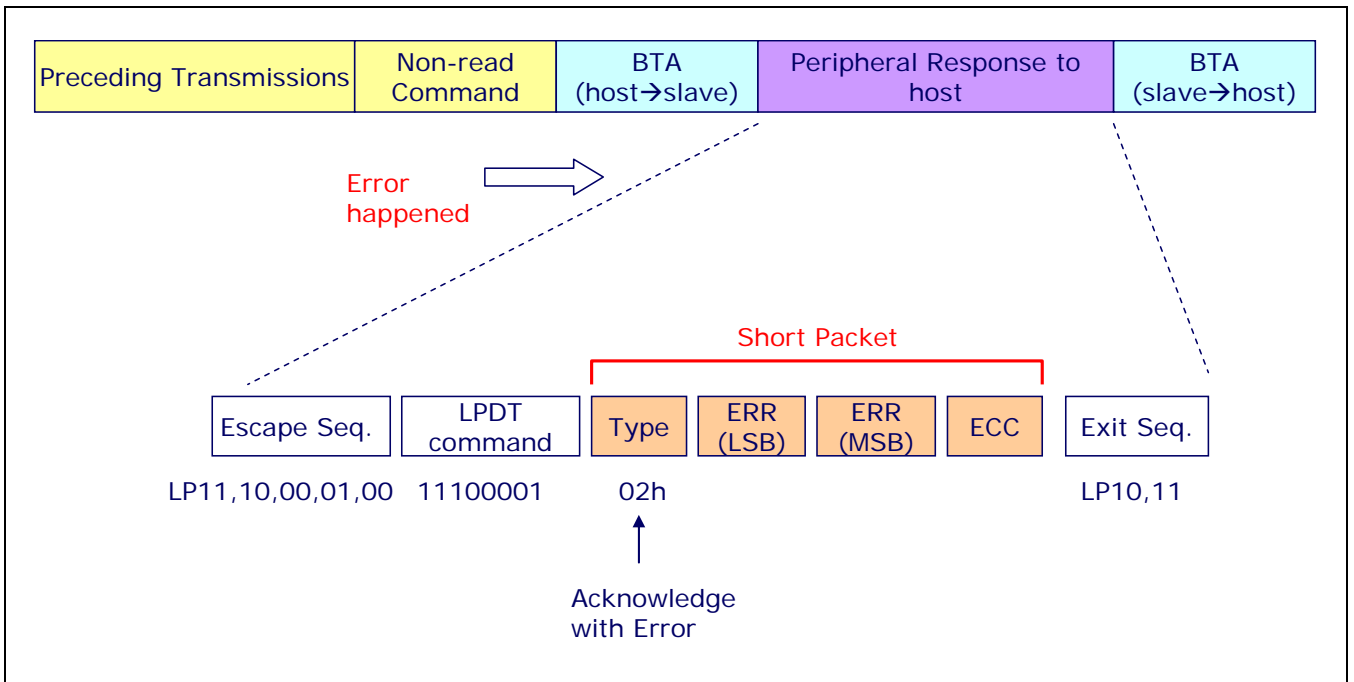 Preceding Transmissions
Non-read
Command
BTA
(host→slave)
Peripheral Response to
host
BTA
(slave→host)
Error
happened
Short Packet
Escape Seq.
LPDT
command
Type
ERR
(LSB)
ERR
(MSB)
ECC
Exit Seq.
LP11,10,00,01,00
11100001
02h
LP10,11
Acknowledge
with Error